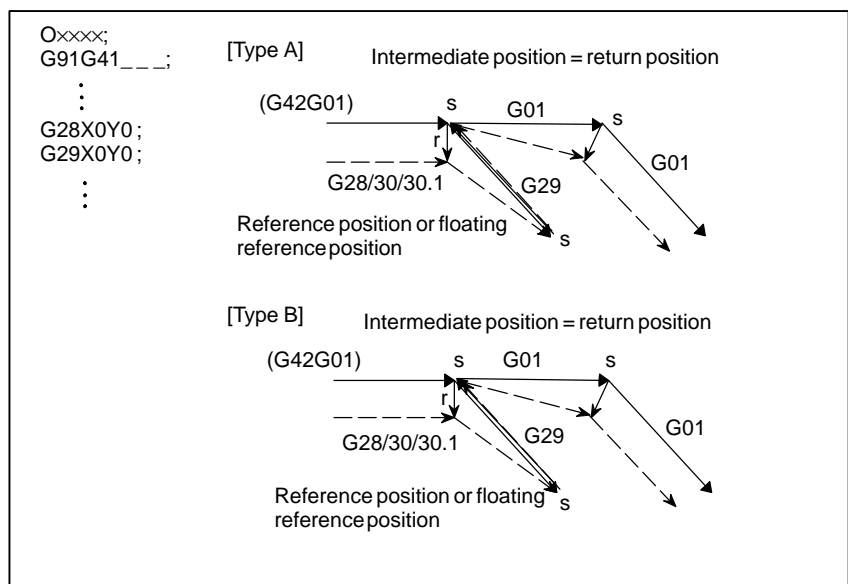 O××××;
G91G41_ _ _;
G28X0Y0;
G29X0Y0;
[Type A]
Intermediate position = return position
(G42G01)
s
G01
s
r
G01
G28/30/30.1
G29
Reference position or floating
reference position
s
[Type B]
Intermediate position = return position
(G42G01)
s
G01
s
r
G01
G29
G28/30/30.1
Reference position or floating
reference position
s